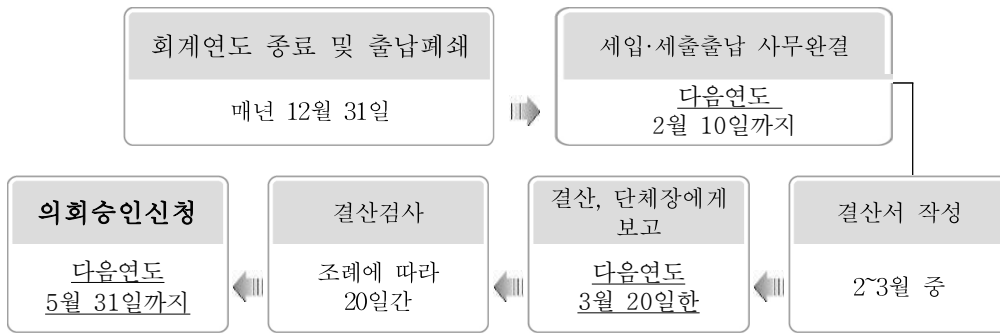 회계연도 종료 및 출납폐쇄
매년 12월 31일
세입·세출출납 사무완결
다음연도
2월 10일까지
결산서 작성
2~3월 중
결산, 단체장에게
보고
다음연도
3월 20일한
결산검사
조례에 따라
20일간
의회승인신청
다음연도
5월 31일까지